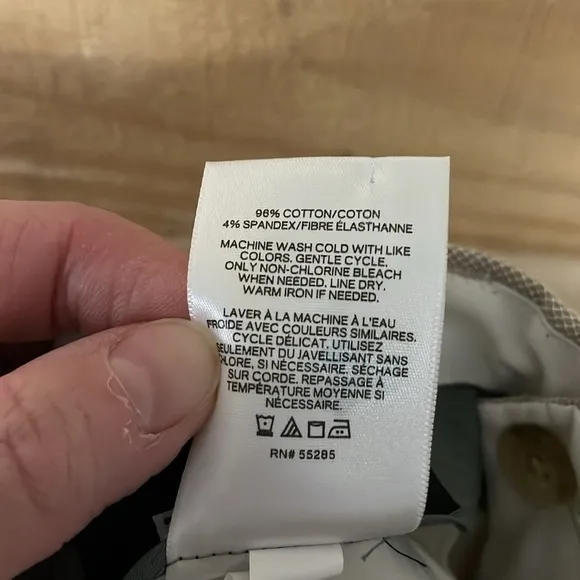 96% COTTON/COTON
4% SPANDEX/FIBRE ÉLASTHANNE
MACHINE WASH COLD WITH LIKE
COLORS. GENTLE CYCLE.
ONLY NON-CHLORINE BLEACH
WHEN NEEDED. LINE DRY.
WARM IRON IF NEEDED.
LAVER À LA MACHINE À L'EAU
FROIDE AVEC COULEURS SIMILAIRES.
CYCLE DÉLICAT. UTILISEZ
SEULEMENT DU JAVELLISANT SANS
SI NÉCESSAIRE. SÉCHAGE
SUR CORDE. REPASSAGE À
TEMPÉRATURE MOYENNE SI
NÉCESSAIRE.
RN# 55285